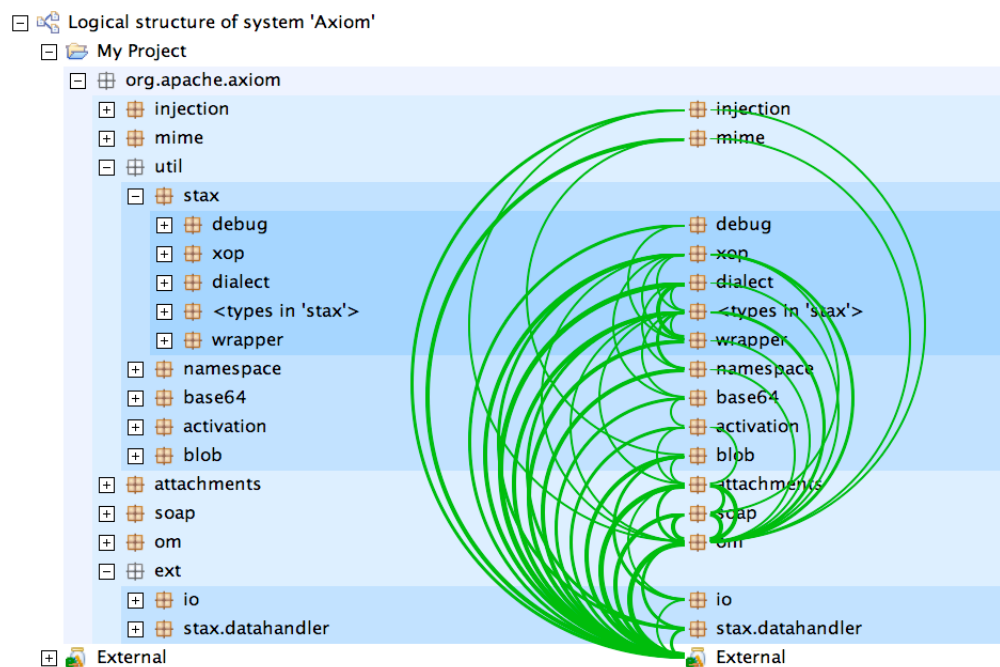 Logical structure of system 'Axiom'
My Project
org.apache.axiom
injection injection
mime mime
util
stax
debug debug
xop xop
dialect dialect
<types in 'stax'> <types in 'stax'>
wrapper wrapper
namespace namespace
base64 base64
activation activation
blob blob
attachments attachments
soap soap
om om
ext
io io
stax.datahandler stax.datahandler
External External